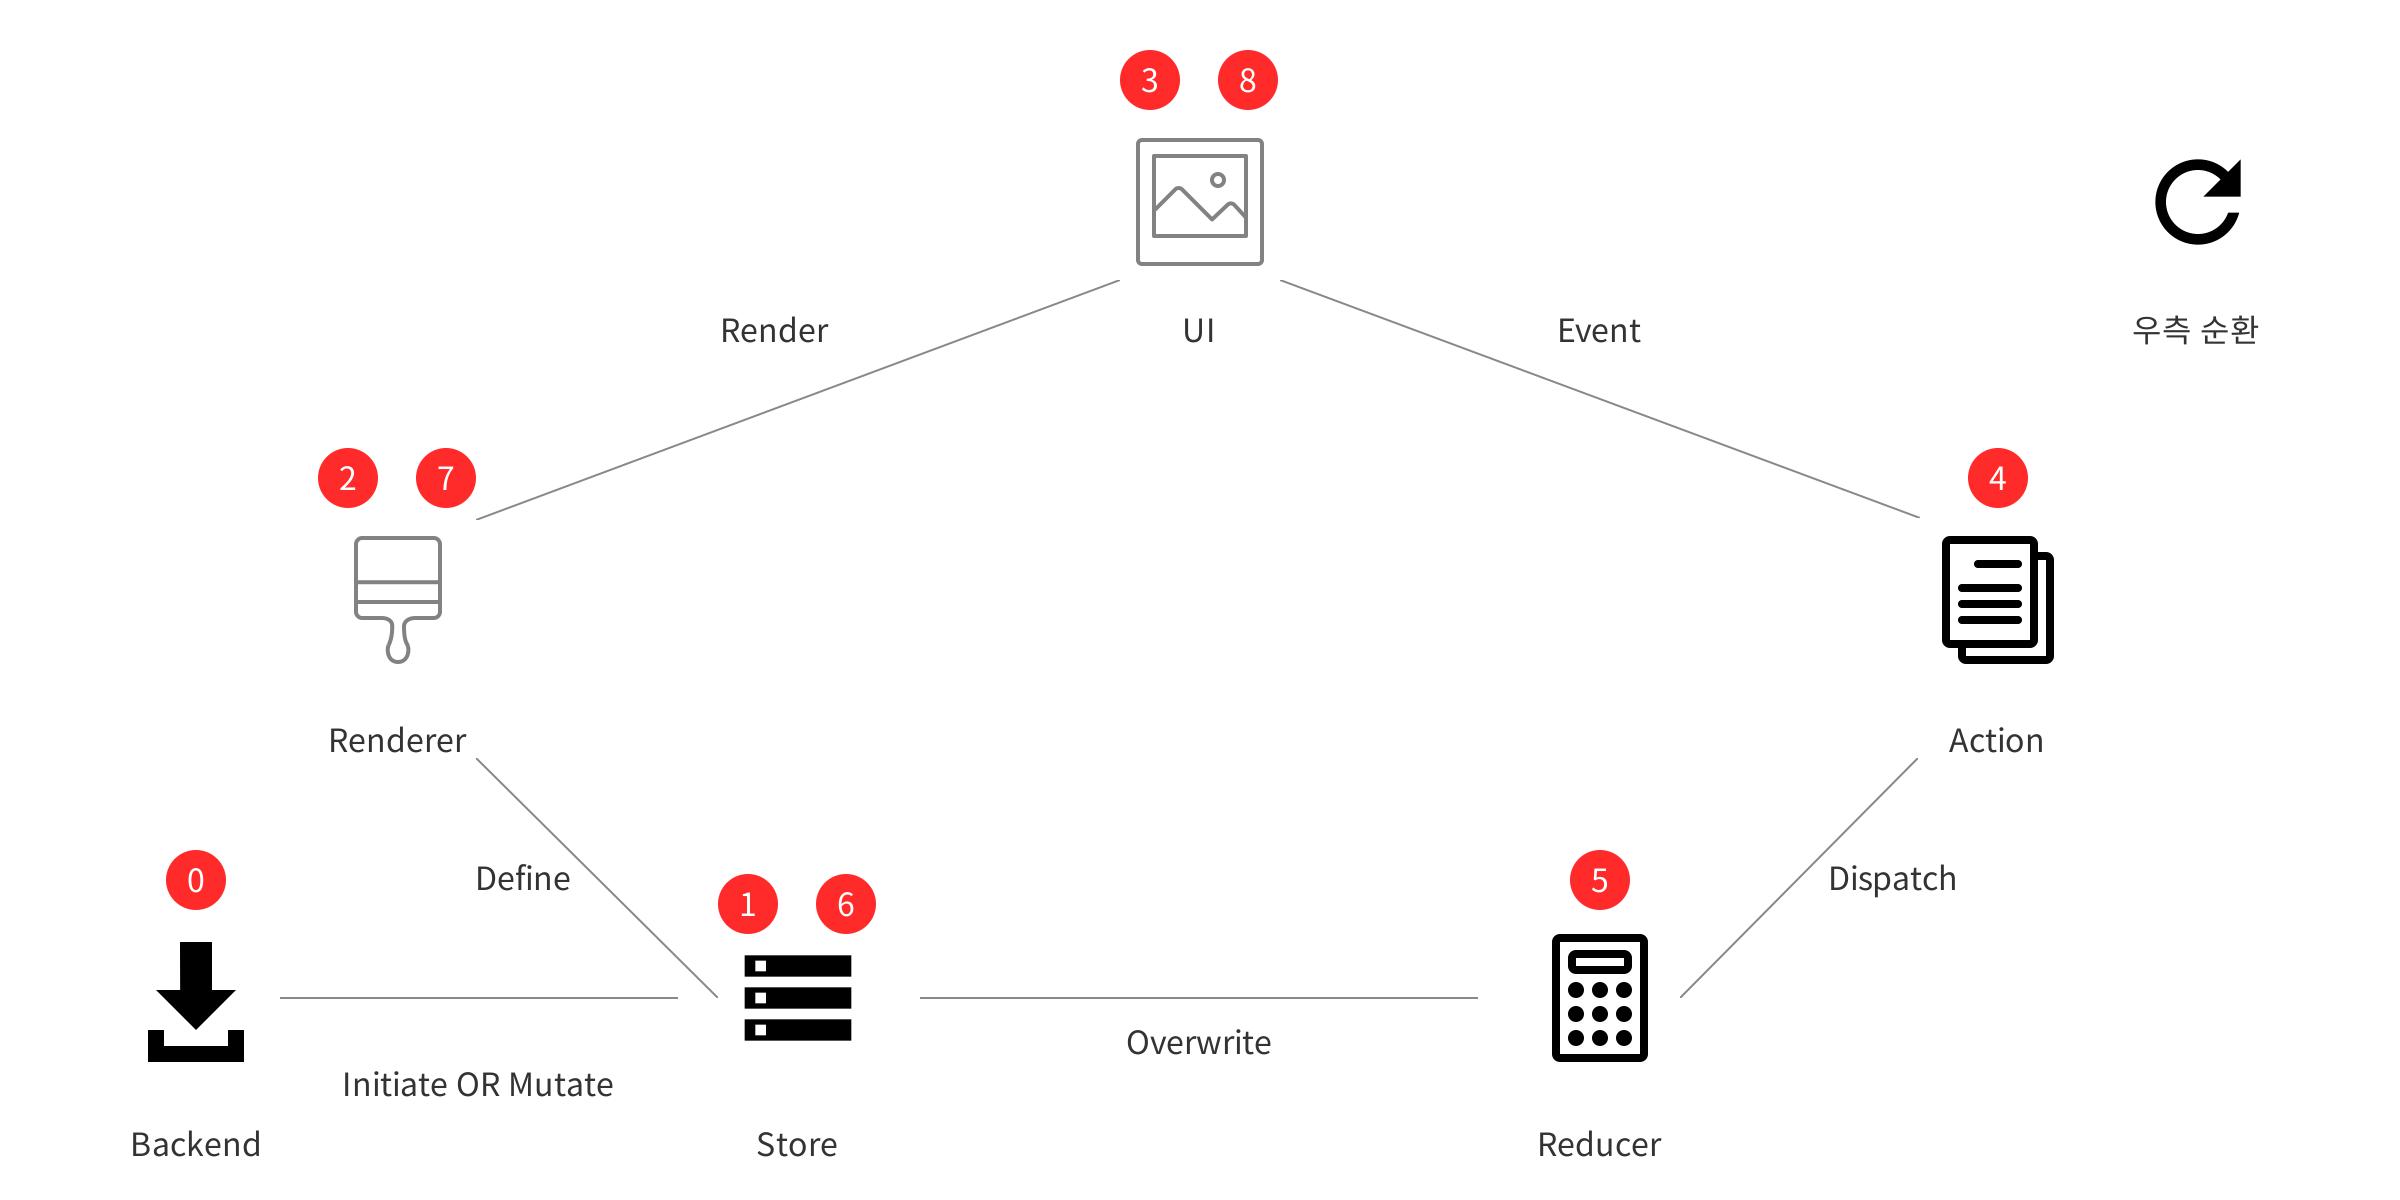 3 8
Render
UI
Event
우측 순환
2 7
4
Renderer
Action
0
Define
1 6
5
Dispatch
Overwrite
Initiate OR Mutate
Backend
Store
Reducer